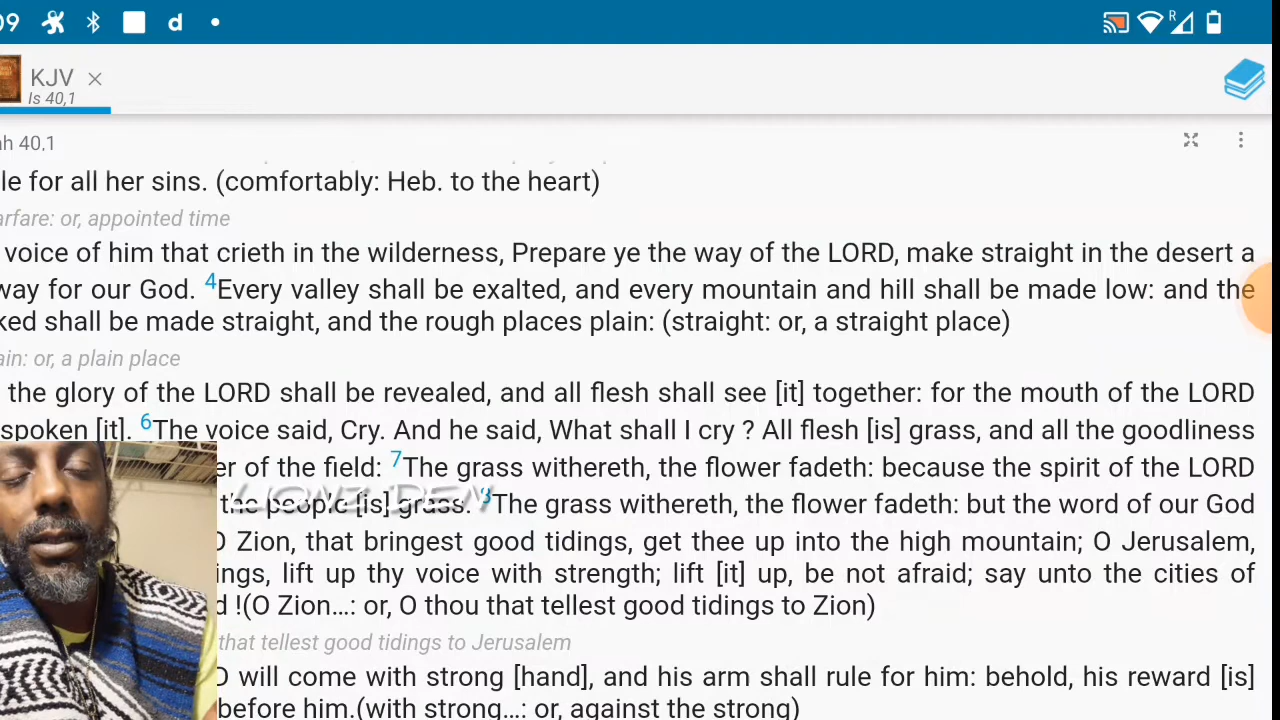 09 d R
KJV
Is 40,1
ah 40,1
le for all her sins. (comfortably: Heb. to the heart)
arfare: or, appointed time
voice of him that crieth in the wilderness, Prepare ye the way of the LORD, make straight in the desert a
way for our God. 4Every valley shall be exalted, and every mountain and hill shall be made low: and the
ked shall be made straight, and the rough places plain: (straight: or, a straight place)
ain: or, a plain place
the glory of the LORD shall be revealed, and all flesh shall see [it] together: for the mouth of the LORD
spoken [it]. 6The voice said, Cry. And he said, What shall I cry ? All flesh [is] grass, and all the goodliness
er of the field: 7The grass withereth, the flower fadeth: because the spirit of the LORD
the people [is] grass. 8The grass withereth, the flower fadeth: but the word of our God
LIONZ DEN
O Zion, that bringest good tidings, get thee up into the high mountain; O Jerusalem,
ings, lift up thy voice with strength; lift [it] up, be not afraid; say unto the cities of
d !(O Zion…: or, O thou that tellest good tidings to Zion)
that tellest good tidings to Jerusalem
D will come with strong [hand], and his arm shall rule for him: behold, his reward [is]
before him.(with strong…: or, against the strong)